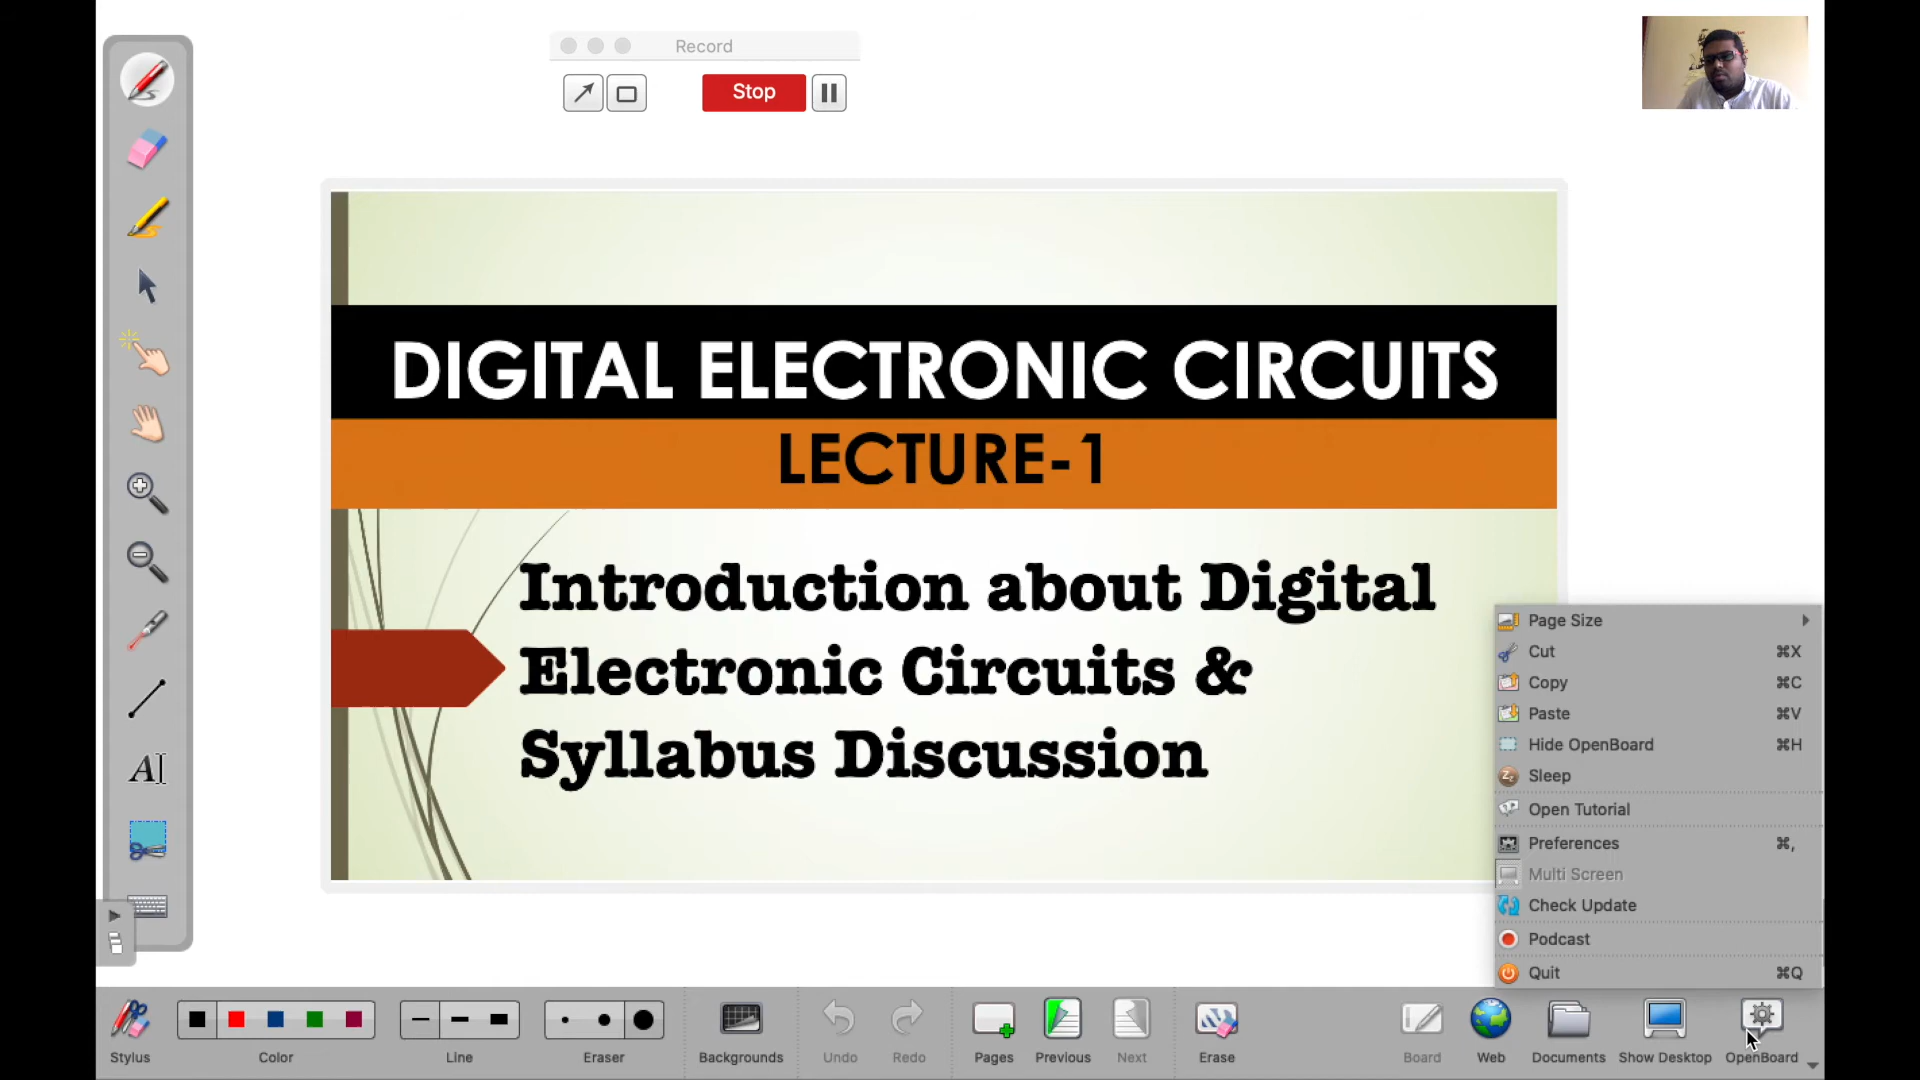 Record
Stop
DIGITAL ELECTRONIC CIRCUITS
LECTURE-1
Introduction about Digital
Electronic Circuits &
Syllabus Discussion
Page Size
Cut ⌘X
Copy ⌘C
Paste ⌘V
Hide OpenBoard ⌘H
Sleep
Open Tutorial
Preferences ⌘,
Multi Screen
Check Update
Podcast
Quit ⌘Q
Stylus Color Line Eraser Backgrounds Undo Redo Pages Previous Next Erase Board Web Documents Show Desktop OpenBoard